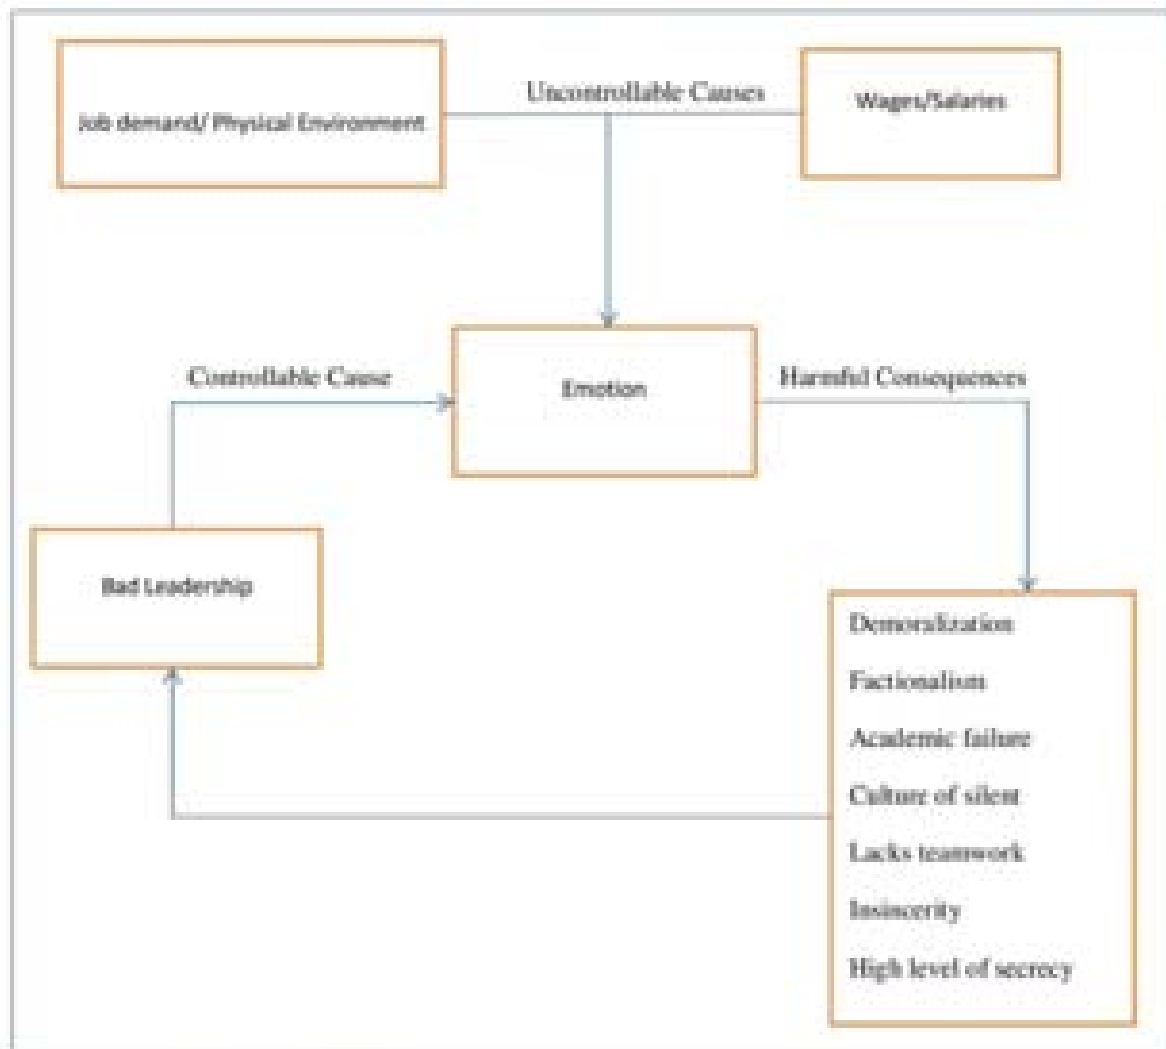 Uncontrollable Causes
Wages/Salaries
Job demand/ Physical Environment
Controllable Cause
Emotion
Harmful Consequences
Bad Leadership
Demoralization
Factionalism
Academic failure
Culture of silent
Lacks teamwork
Insincerity
High level of secrecy